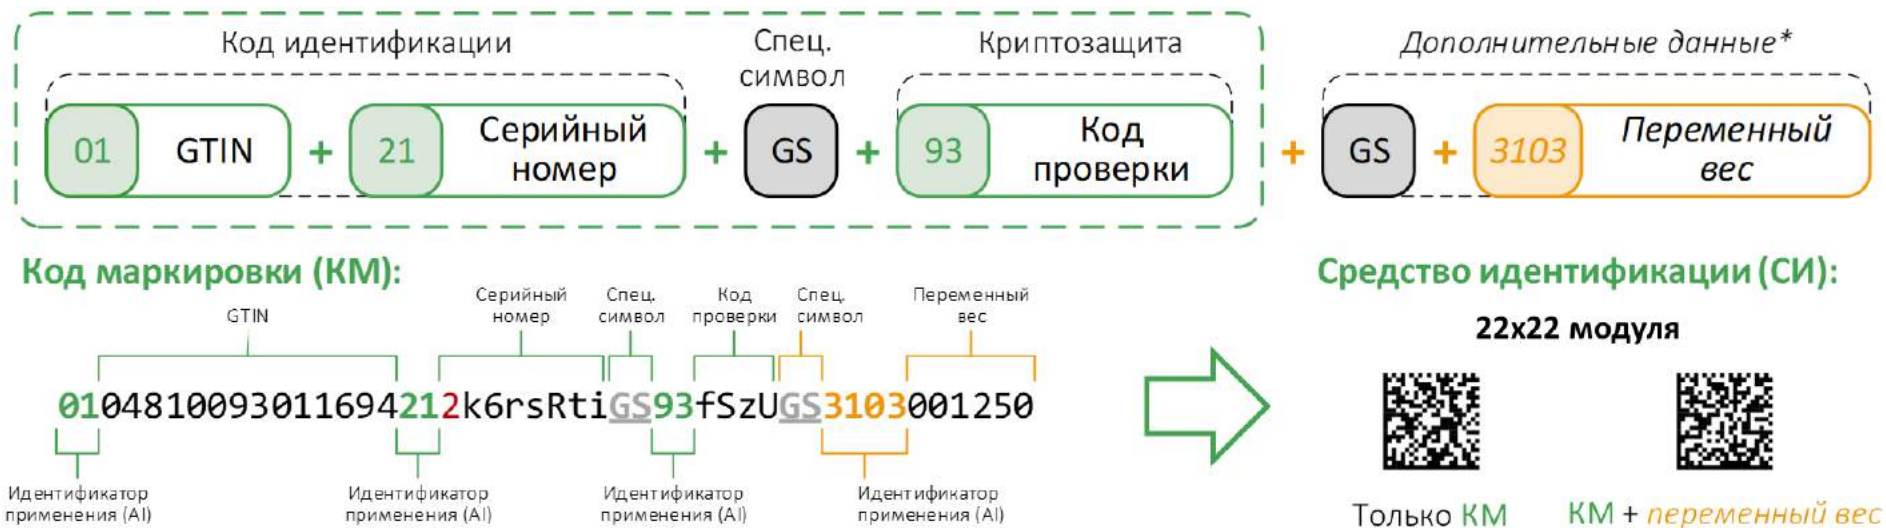 Код идентификации
Спец.
символ
Криптозащита
Дополнительные данные*
01 GTIN + 21 Серийный номер + GS + 93 Код проверки + GS + 3103 Переменный вес
Код маркировки (КМ):
Средство идентификации (СИ):
GTIN
Серийный
номер
Спец.
символ
Код
проверки
Спец.
символ
Переменный
вес
22x22 модуля
0104810093011694212k6rsRtiGS93fSzUGS3103001250
Идентификатор
применения (AI)
Идентификатор
применения (AI)
Идентификатор
применения (AI)
Идентификатор
применения (AI)
Только КМ
КМ + переменный вес